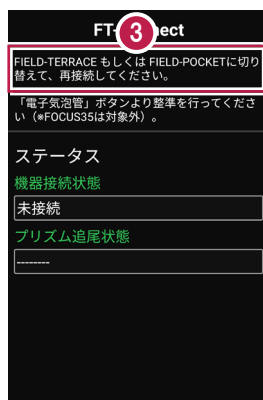 FT-
3
nect
FIELD-TERRACE もしくは FIELD-POCKETに切り
替えて、再接続してください。
「電子気泡管」ボタンより整準を行ってくださ
い（※FOCUS35は対象外）。
ステータス
機器接続状態
未接続
プリズム追尾状態
--------